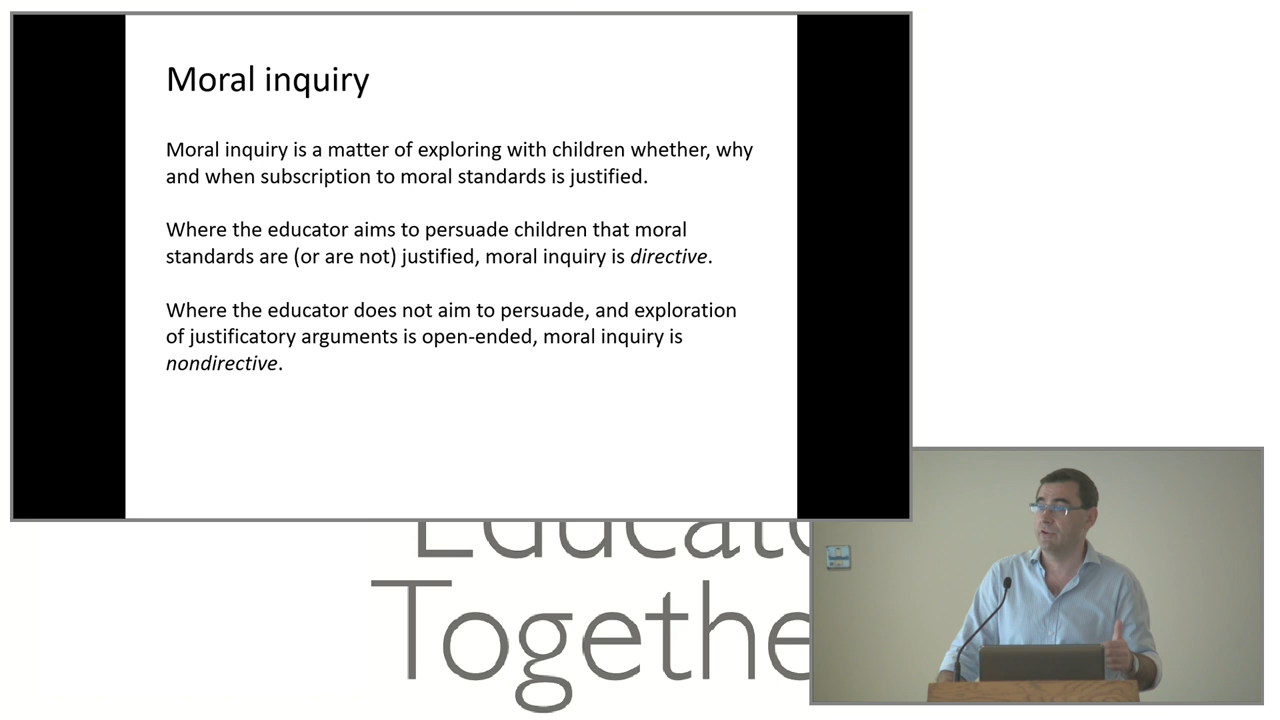 Moral inquiry
Moral inquiry is a matter of exploring with children whether, why
and when subscription to moral standards is justified.
Where the educator aims to persuade children that moral
standards are (or are not) justified, moral inquiry is directive.
Where the educator does not aim to persuade, and exploration
of justificatory arguments is open-ended, moral inquiry is
nondirective.